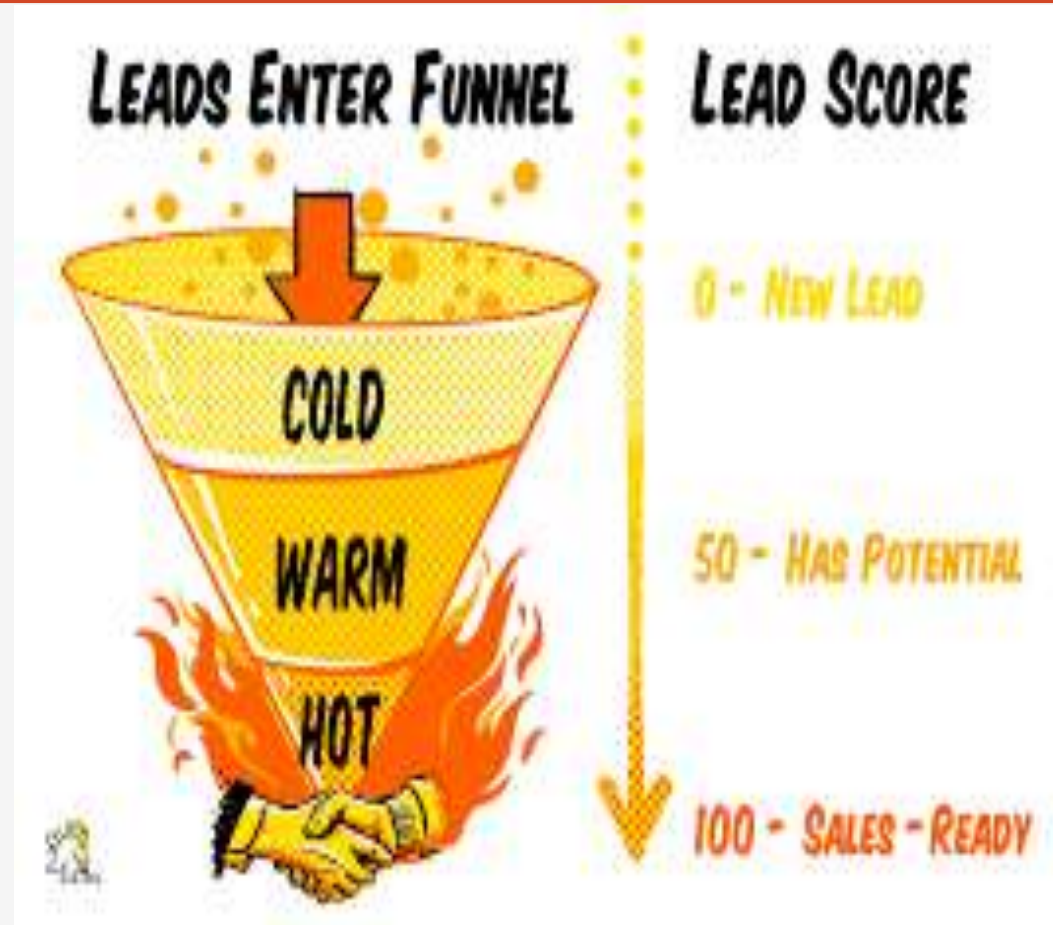 LEADS ENTER FUNNEL
LEAD SCORE
COLD
WARM
HOT
0 - NEW LEAD
50 - HAS POTENTIAL
100 - SALES - READY